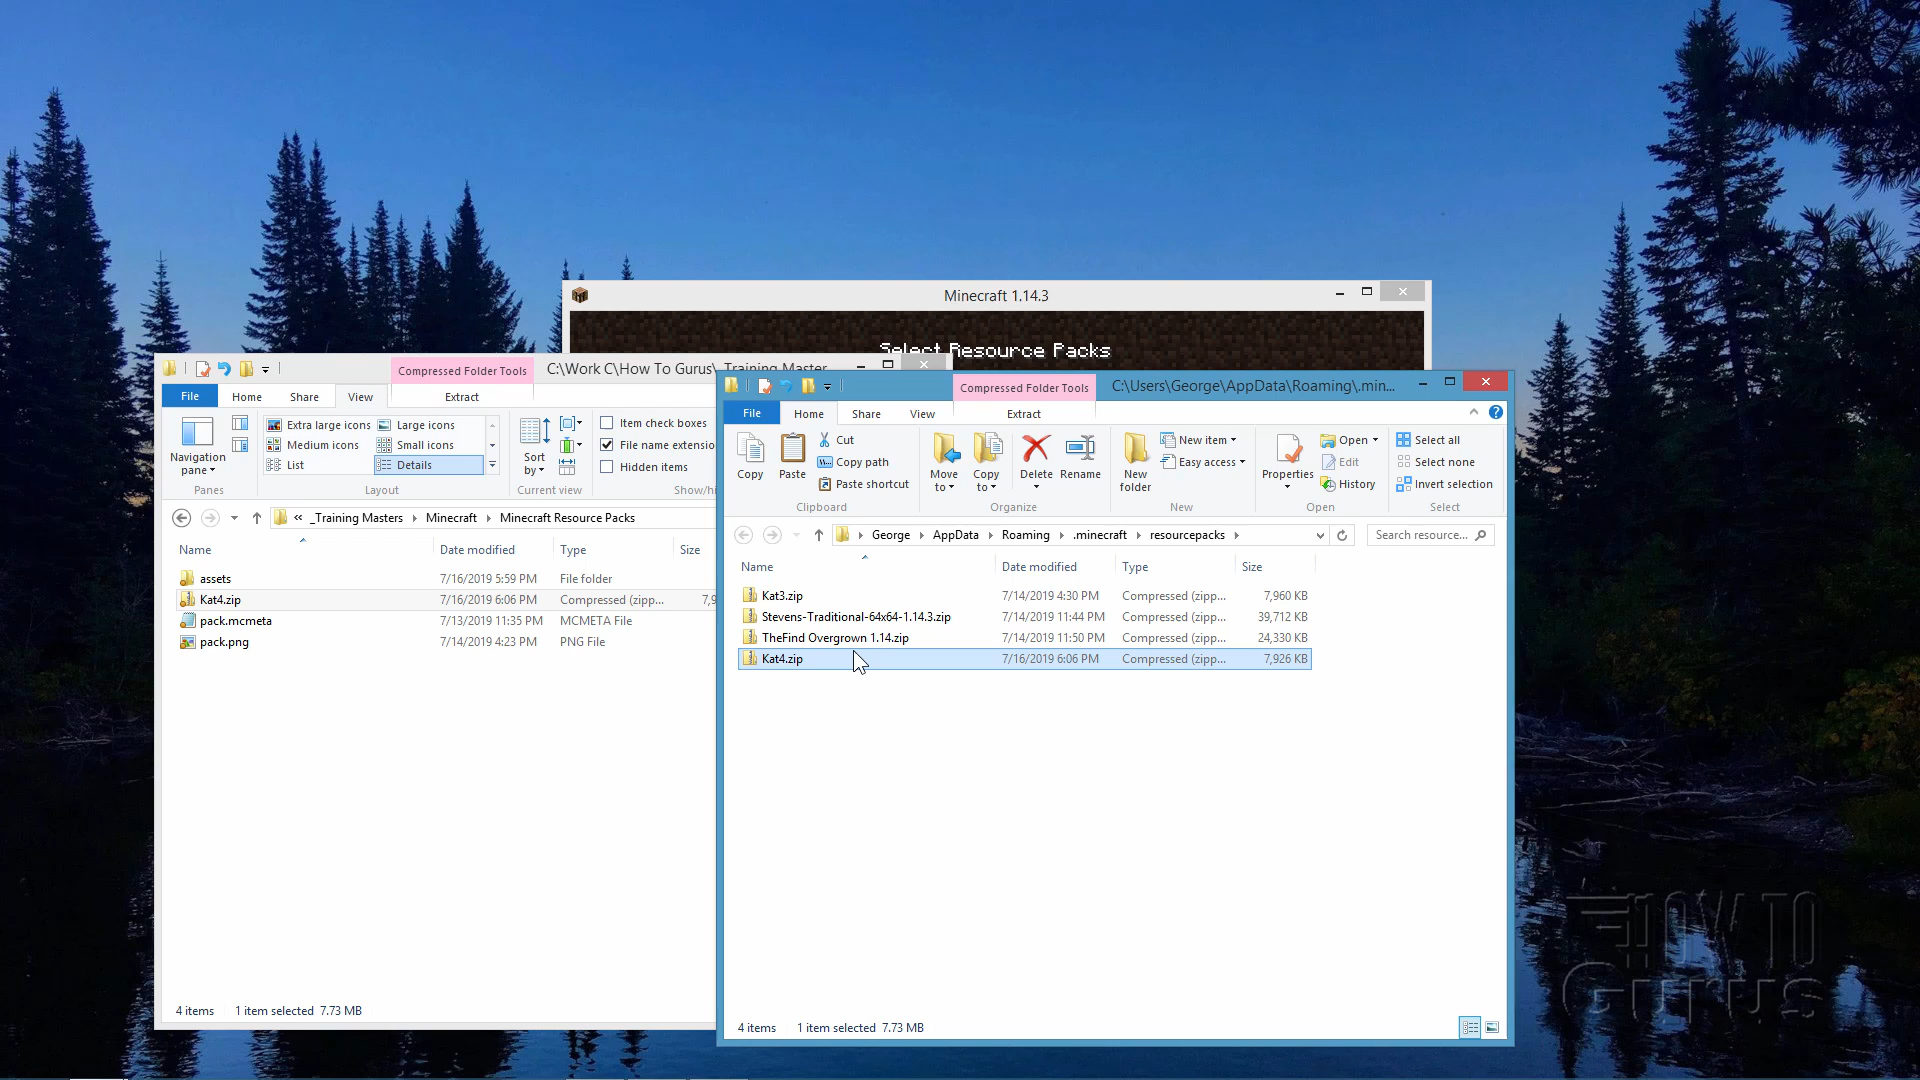 Minecraft 1.14.3
Select Resource Packs
Compressed Folder Tools
C:\Work C\How To Gurus\_Training Master
File
Home
Share
View
Extract
Navigation pane
Extra large icons
Large icons
Medium icons
Small icons
List
Details
Sort by
Item check boxes
File name extensio
Hidden items
Panes
Layout
Current view
Show/hi
« _Training Masters
Minecraft
Minecraft Resource Packs
Name
Date modified
Type
Size
assets 7/16/2019 5:59 PM File folder
Kat4.zip 7/16/2019 6:06 PM Compressed (zipp... 7,9
pack.mcmeta 7/13/2019 11:35 PM MCMETA File
pack.png 7/14/2019 4:23 PM PNG File
4 items 1 item selected 7.73 MB
Compressed Folder Tools
C:\Users\George\AppData\Roaming\.min...
File
Home
Share
View
Extract
Copy
Paste
Cut
Copy path
Paste shortcut
Move to
Copy to
Delete
Rename
New folder
New item
Easy access
Properties
Open
Edit
History
Select all
Select none
Invert selection
Clipboard
Organize
New
Open
Select
George
AppData
Roaming
.minecraft
resourcepacks
Search resource...
Name
Date modified
Type
Size
Kat3.zip 7/14/2019 4:30 PM Compressed (zipp... 7,960 KB
Stevens-Traditional-64x64-1.14.3.zip 7/14/2019 11:44 PM Compressed (zipp... 39,712 KB
TheFind Overgrown 1.14.zip 7/14/2019 11:50 PM Compressed (zipp... 24,330 KB
Kat4.zip 7/16/2019 6:06 PM Compressed (zipp... 7,926 KB
4 items 1 item selected 7.73 MB
HOW TO
Gurus